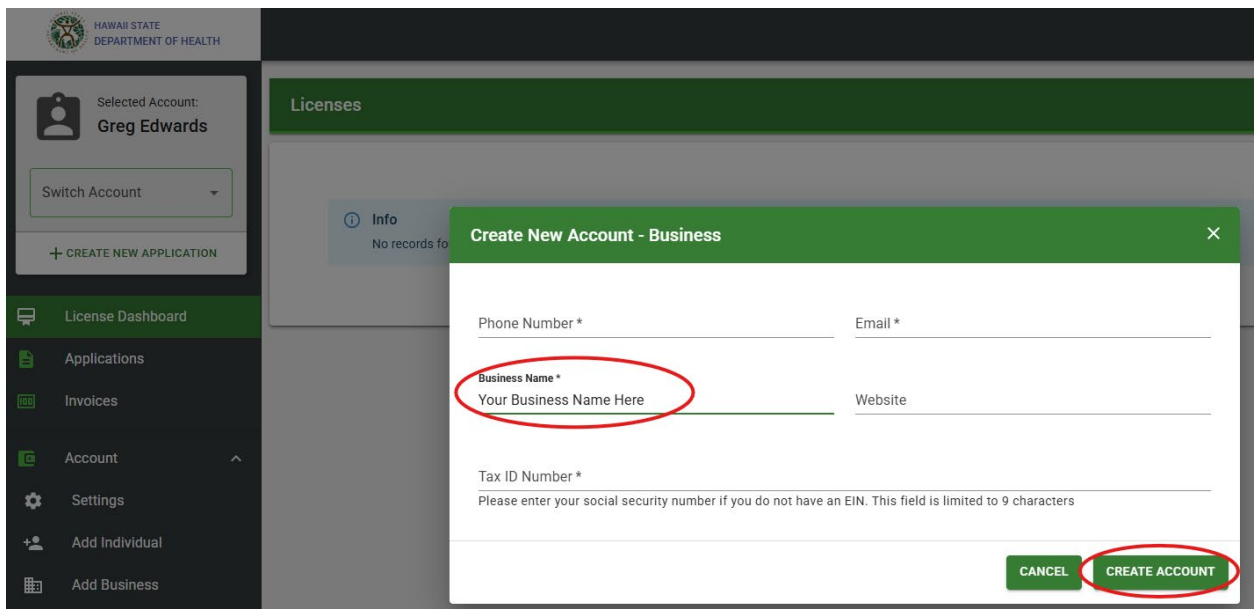 HAWAII STATE
DEPARTMENT OF HEALTH
Selected Account:
Greg Edwards
Switch Account
+ CREATE NEW APPLICATION
License Dashboard
Applications
Invoices
Account
Settings
Add Individual
Add Business
Licenses
Info
No records fo
Create New Account - Business
Phone Number *
Email *
Business Name *
Your Business Name Here
Website
Tax ID Number *
Please enter your social security number if you do not have an EIN. This field is limited to 9 characters
CANCEL
CREATE ACCOUNT